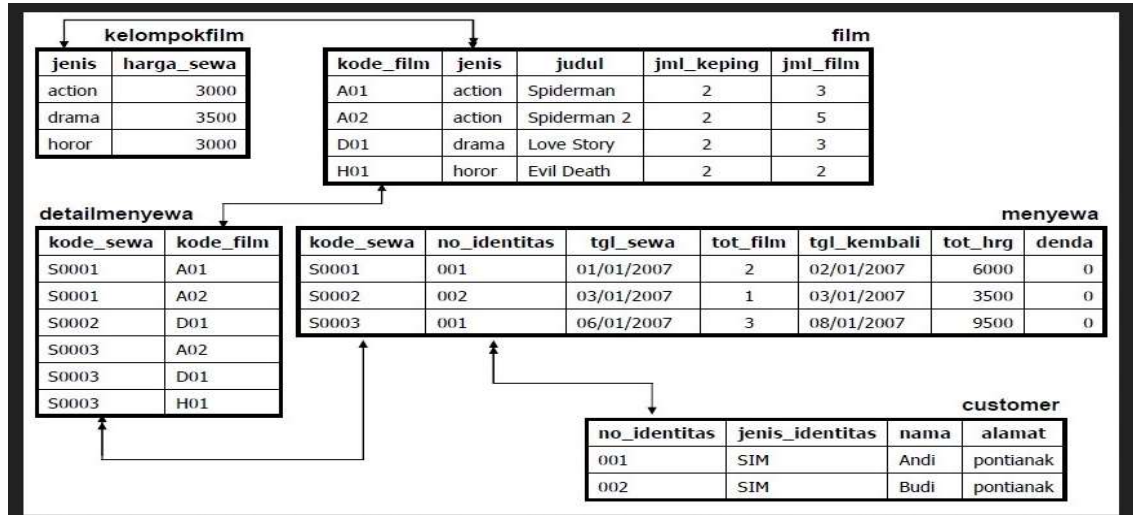 kelompokfilm
jenis harga_sewa
action 3000
drama 3500
horor 3000
film
kode_film jenis judul jml_keping jml_film
A01 action Spiderman 2 3
A02 action Spiderman 2 2 5
D01 drama Love Story 2 3
H01 horor Evil Death 2 2
detailmenyewa
kode_sewa kode_film
S0001 A01
S0001 A02
S0002 D01
S0003 A02
S0003 D01
S0003 H01
menyewa
kode_sewa no_identitas tgl_sewa tot_film tgl_kembali tot_hrg denda
S0001 001 01/01/2007 2 02/01/2007 6000 0
S0002 002 03/01/2007 1 03/01/2007 3500 0
S0003 001 06/01/2007 3 08/01/2007 9500 0
customer
no_identitas jenis_identitas nama alamat
001 SIM Andi pontianak
002 SIM Budi pontianak